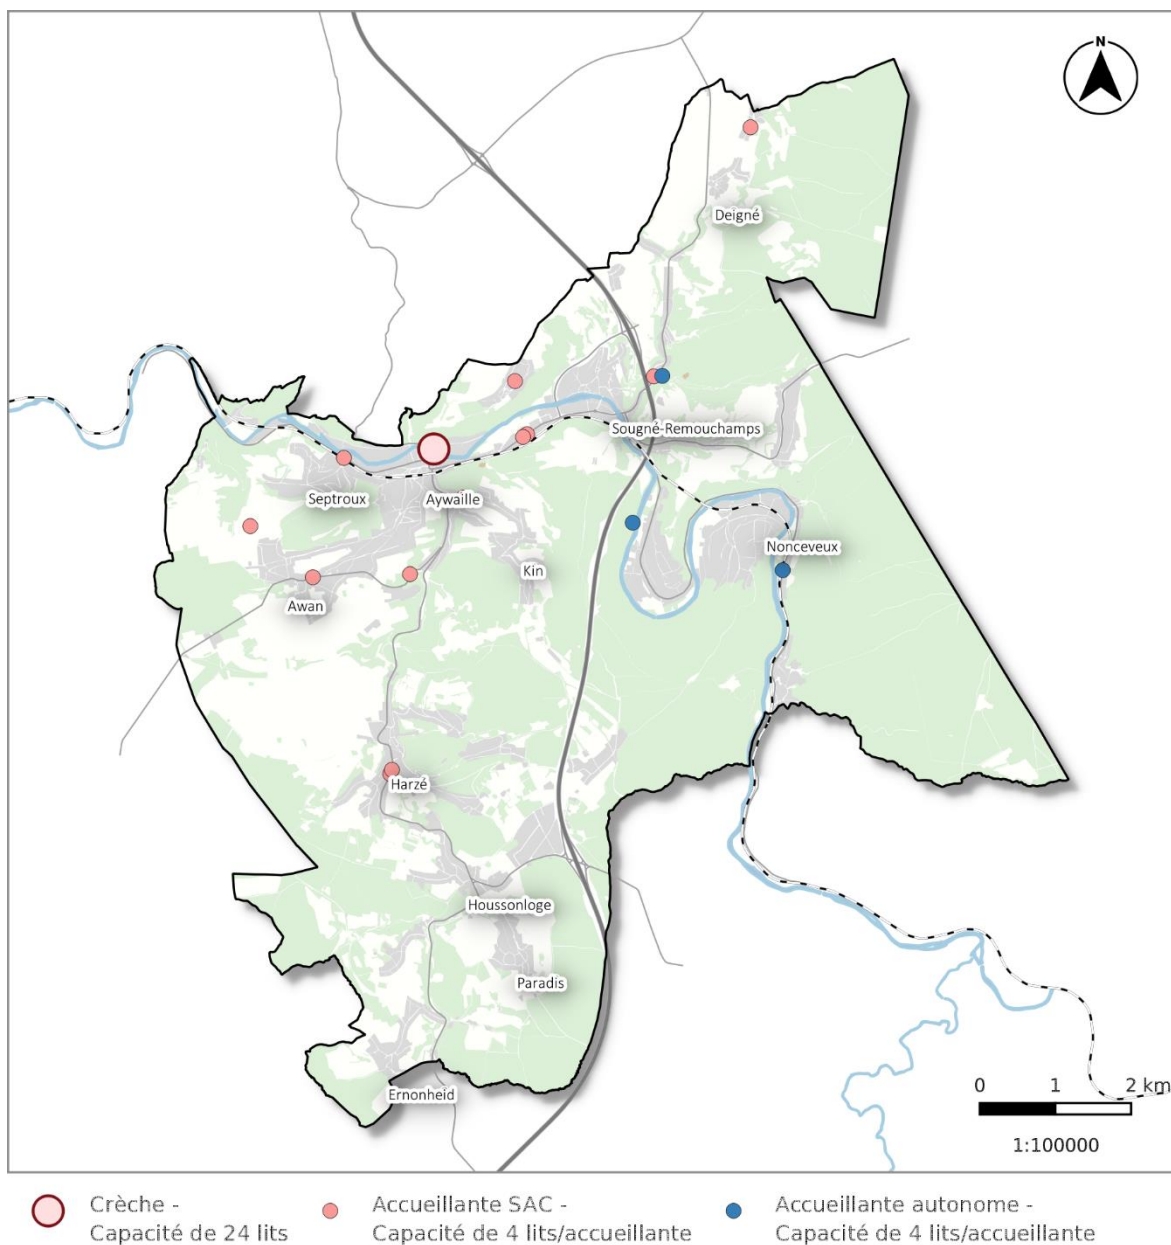 N
Deigné
Sougné-Remouchamps
Septroux
Aywaille
Nonceveux
Kin
Awan
Harzé
Houssonloge
Paradis
Ernonheid
0 1 2 km
1:100000
Crèche -
Capacité de 24 lits
Accueillante SAC -
Capacité de 4 lits/accueillante
Accueillante autonome -
Capacité de 4 lits/accueillante